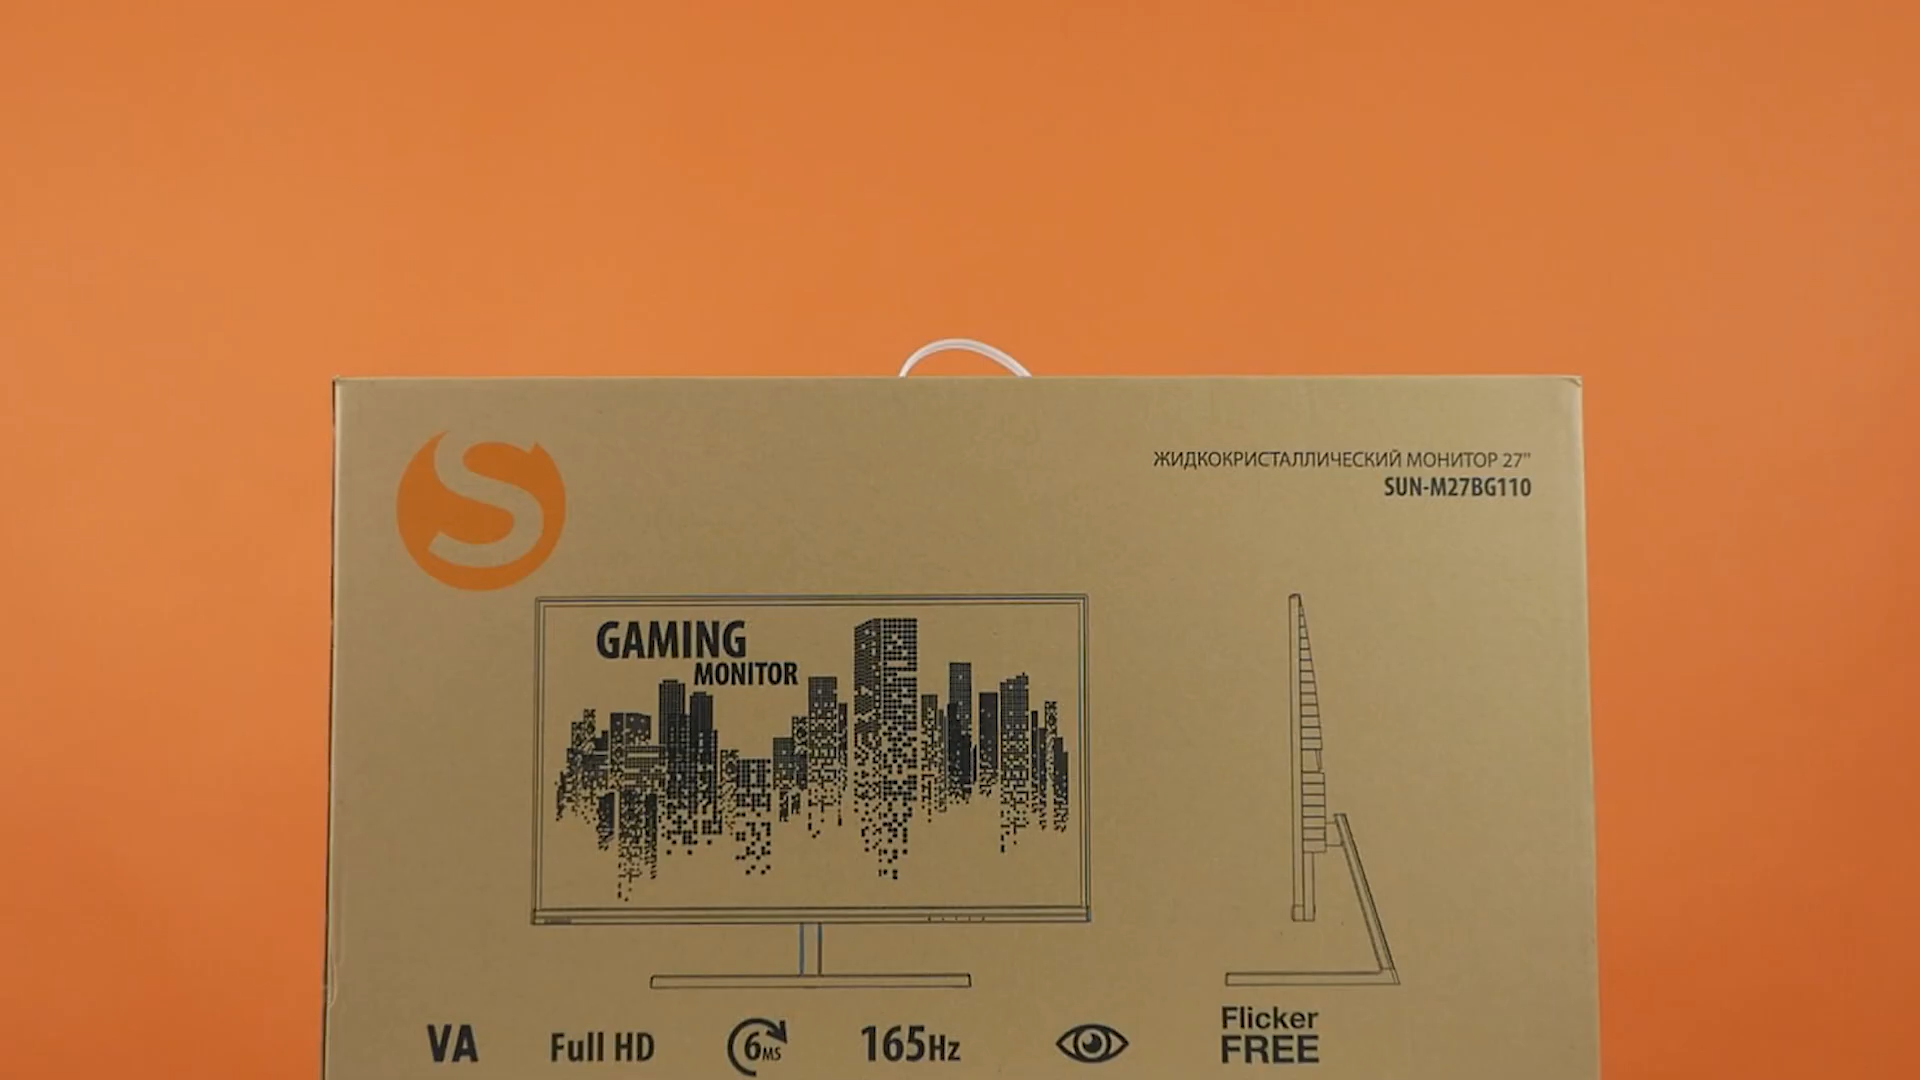 S
ЖИДКОКРИСТАЛЛИЧЕСКИЙ МОНИТОР 27"
SUN-M27BG110
GAMING
MONITOR
VA
Full HD
6MS
165Hz
Flicker
FREE